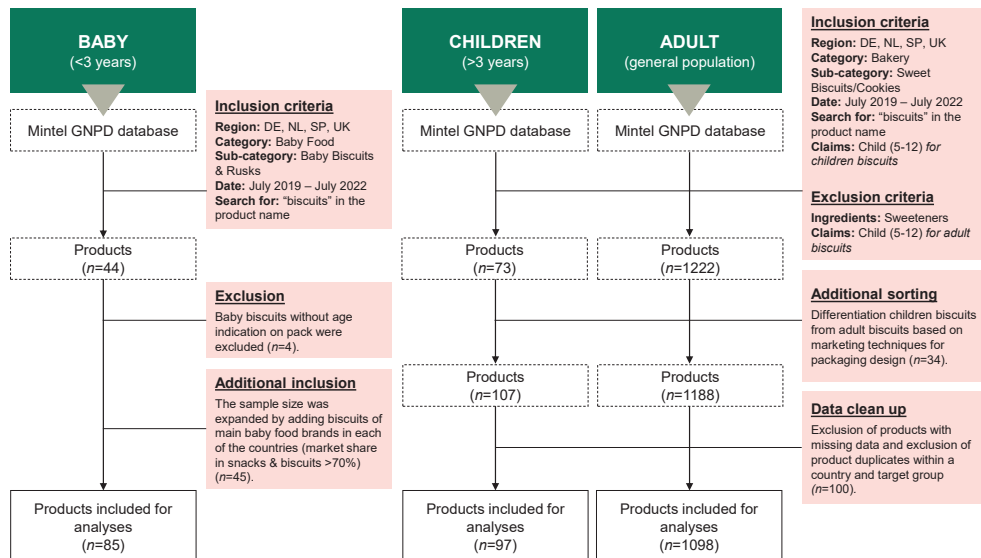 BABY
(<3 years)
Mintel GNPD database
Inclusion criteria
Region: DE, NL, SP, UK
Category: Baby Food
Sub-category: Baby Biscuits
& Rusks
Date: July 2019 – July 2022
Search for: “biscuits” in the
product name
Products
(n=44)
Exclusion
Baby biscuits without age
indication on pack were
excluded (n=4).
Additional inclusion
The sample size was
expanded by adding biscuits of
main baby food brands in each
of the countries (market share
in snacks & biscuits >70%)
(n=45).
Products included for
analyses
(n=85)
CHILDREN
(>3 years)
Mintel GNPD database
Products
(n=73)
Products
(n=107)
Products included for
analyses
(n=97)
ADULT
(general population)
Mintel GNPD database
Products
(n=1222)
Products
(n=1188)
Products included for
analyses
(n=1098)
Inclusion criteria
Region: DE, NL, SP, UK
Category: Bakery
Sub-category: Sweet
Biscuits/Cookies
Date: July 2019 – July 2022
Search for: “biscuits” in the
product name
Claims: Child (5-12) for
children biscuits
Exclusion criteria
Ingredients: Sweeteners
Claims: Child (5-12) for adult
biscuits
Additional sorting
Differentiation children biscuits
from adult biscuits based on
marketing techniques for
packaging design (n=34).
Data clean up
Exclusion of products with
missing data and exclusion of
product duplicates within a
country and target group
(n=100).